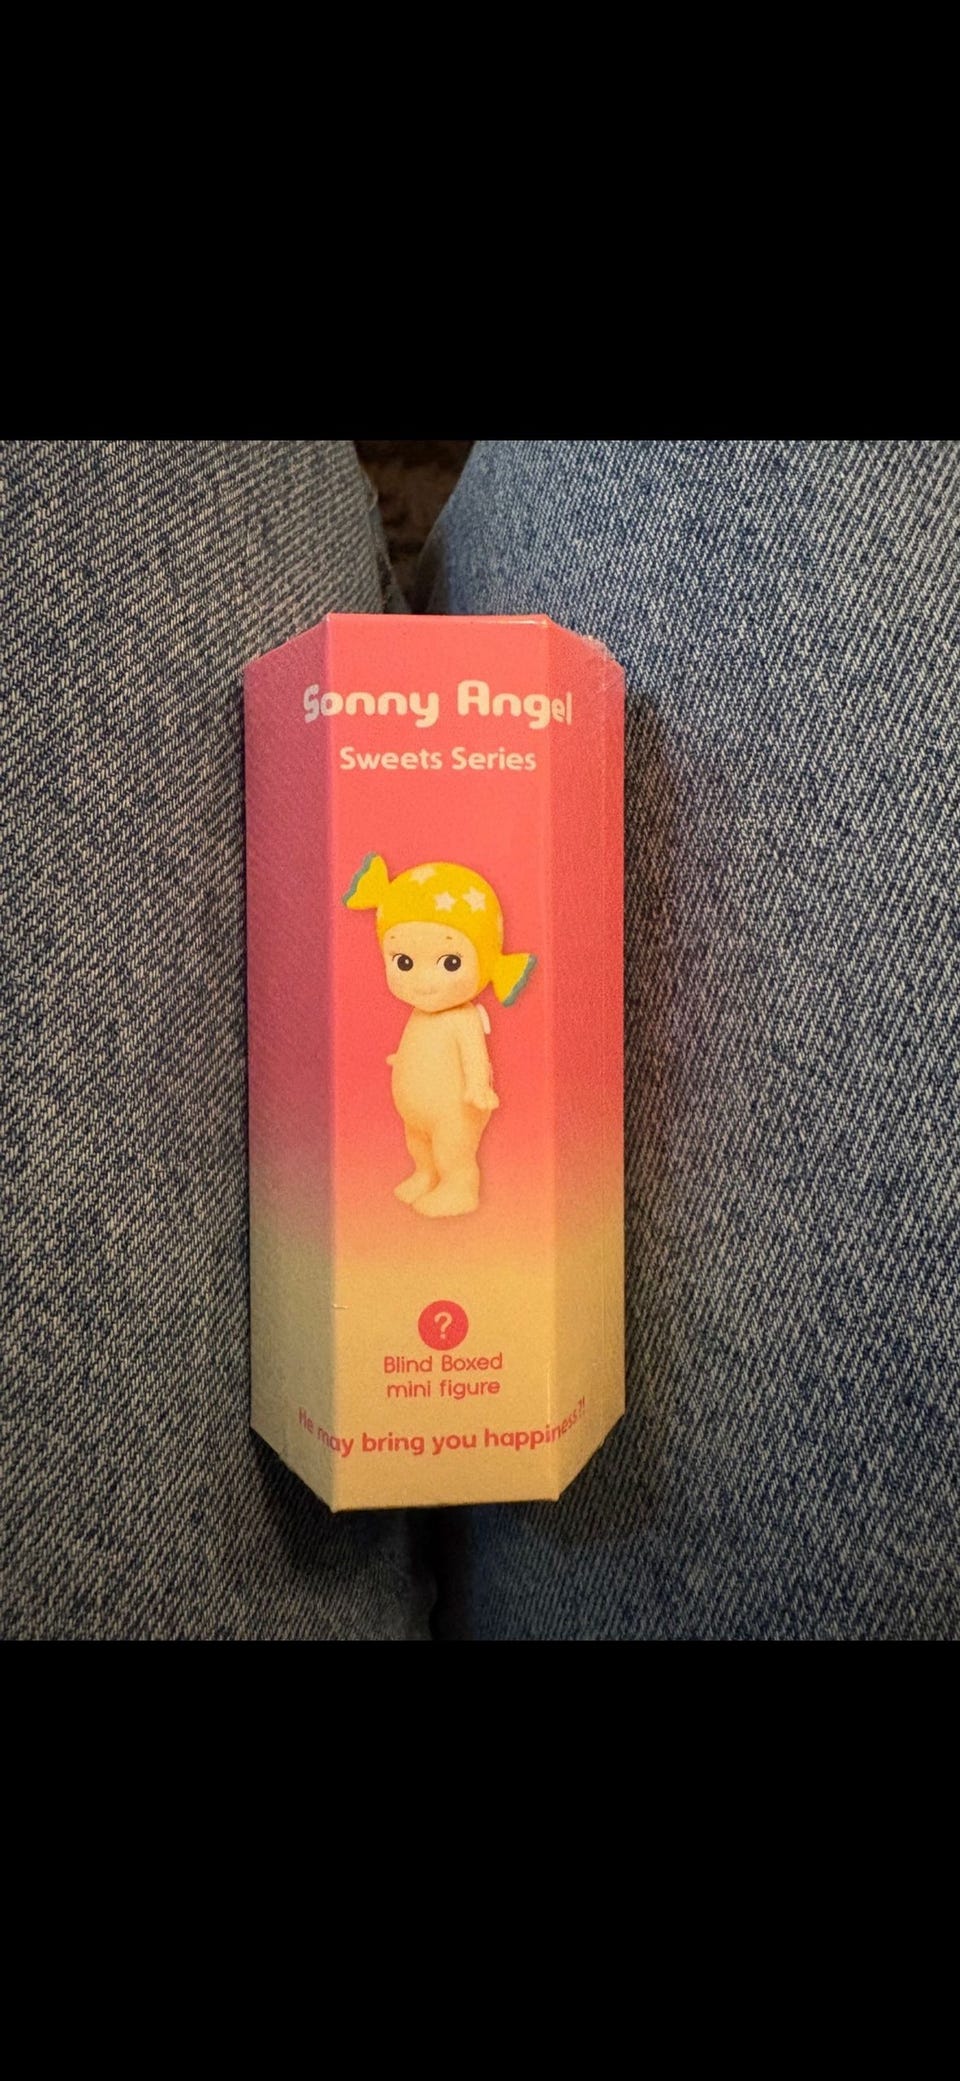 Sonny Angel
Sweets Series
?
Blind Boxed
mini figure
He may bring you happiness?!